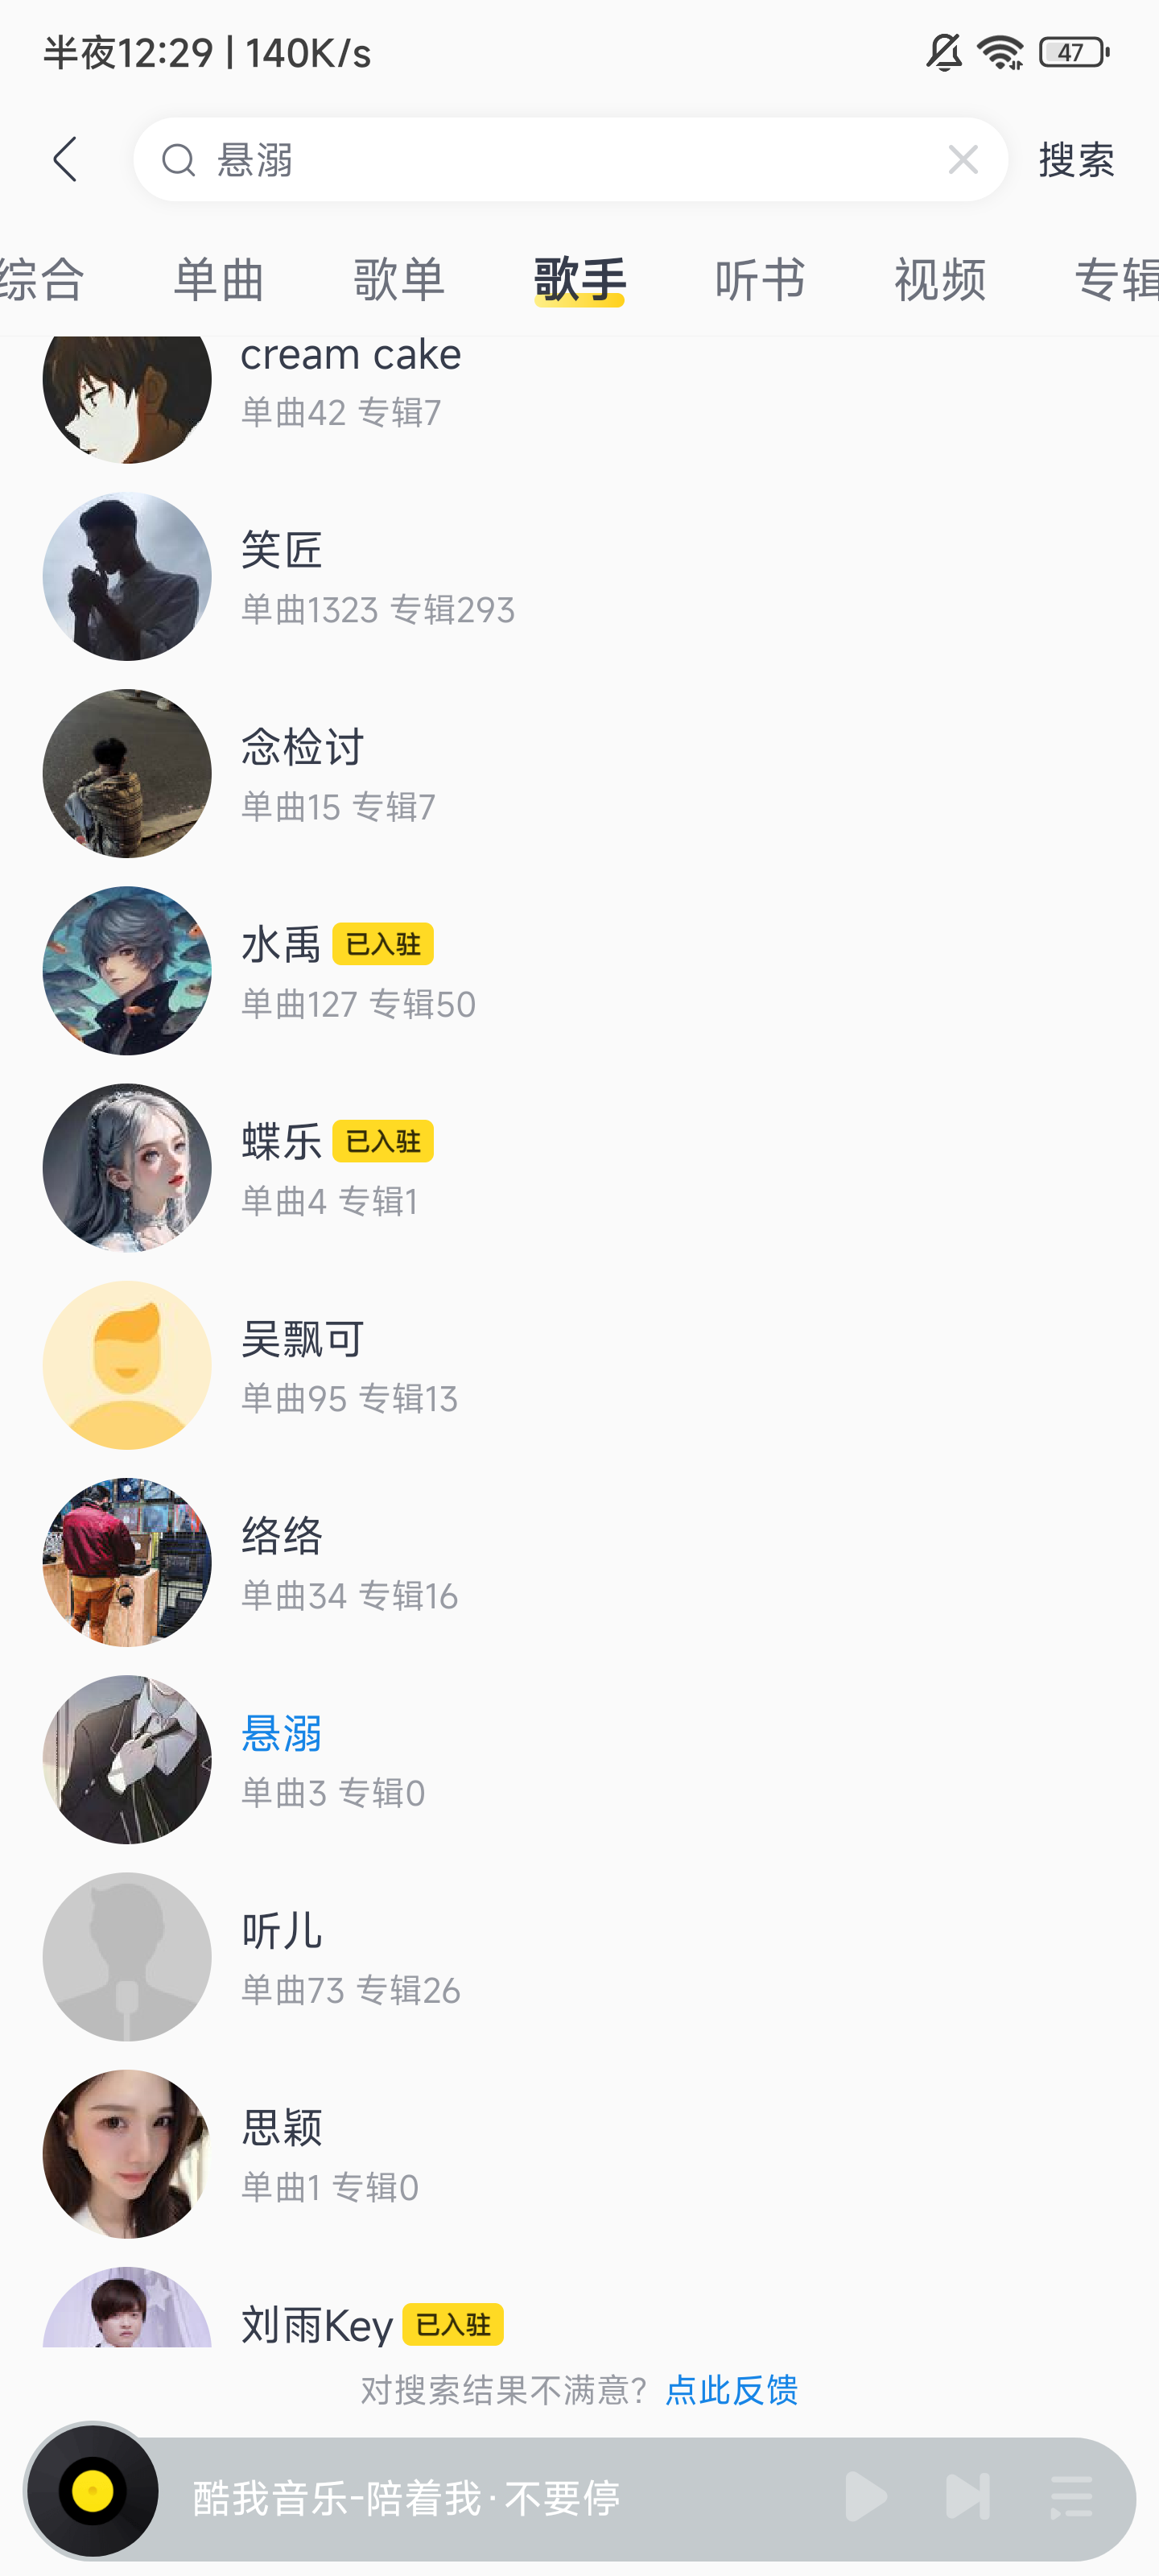 半夜12:29 | 140K/s
47
悬溺
搜索
综合 单曲 歌单 歌手 听书 视频 专辑
cream cake
单曲42 专辑7
笑匠
单曲1323 专辑293
念检讨
单曲15 专辑7
水禹 已入驻
单曲127 专辑50
蝶乐 已入驻
单曲4 专辑1
吴飘可
单曲95 专辑13
络络
单曲34 专辑16
悬溺
单曲3 专辑0
听儿
单曲73 专辑26
思颖
单曲1 专辑0
刘雨Key 已入驻
对搜索结果不满意？点此反馈
酷我音乐-陪着我·不要停